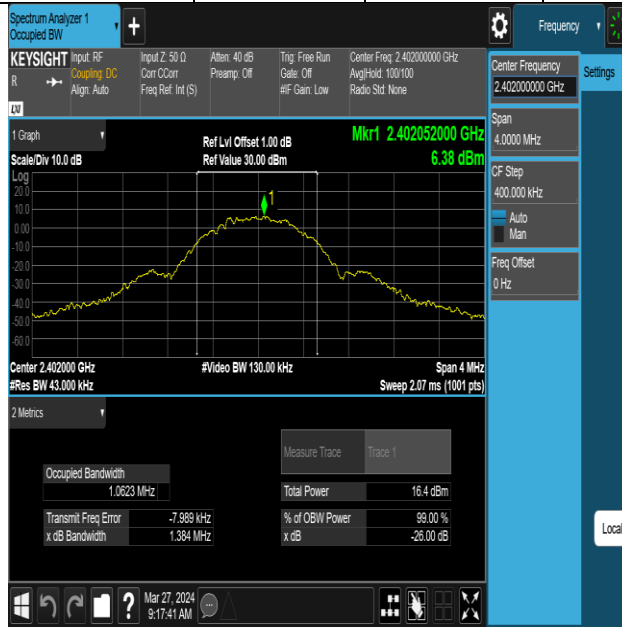 Spectrum Analyzer 1
Occupied BW
+
Frequency
KEYSIGHT
R
LXI
Input: RF
Coupling: DC
Align: Auto
Input Z: 50 Ω
Corr CCorr
Freq Ref: Int (S)
Atten: 40 dB
Preamp: Off
Trig: Free Run
Gate: Off
#IF Gain: Low
Center Freq: 2.402000000 GHz
Avg|Hold: 100/100
Radio Std: None
Center Frequency
2.402000000 GHz
Settings
Span
4.0000 MHz
CF Step
400.000 kHz
Auto
Man
Freq Offset
0 Hz
1 Graph
Scale/Div 10.0 dB
Ref Lvl Offset 1.00 dB
Ref Value 30.00 dBm
Mkr1 2.402052000 GHz
6.38 dBm
Log
20.0
10.0
0.00
-10.0
-20.0
-30.0
-40.0
-50.0
-60.0
1
Center 2.402000 GHz
#Video BW 130.00 kHz
Span 4 MHz
#Res BW 43.000 kHz
Sweep 2.07 ms (1001 pts)
2 Metrics
Measure Trace
Trace 1
Occupied Bandwidth
1.0623 MHz
Total Power
16.4 dBm
Transmit Freq Error
-7.989 kHz
% of OBW Power
99.00 %
x dB Bandwidth
1.384 MHz
x dB
-26.00 dB
Local
?
Mar 27, 2024
9:17:41 AM